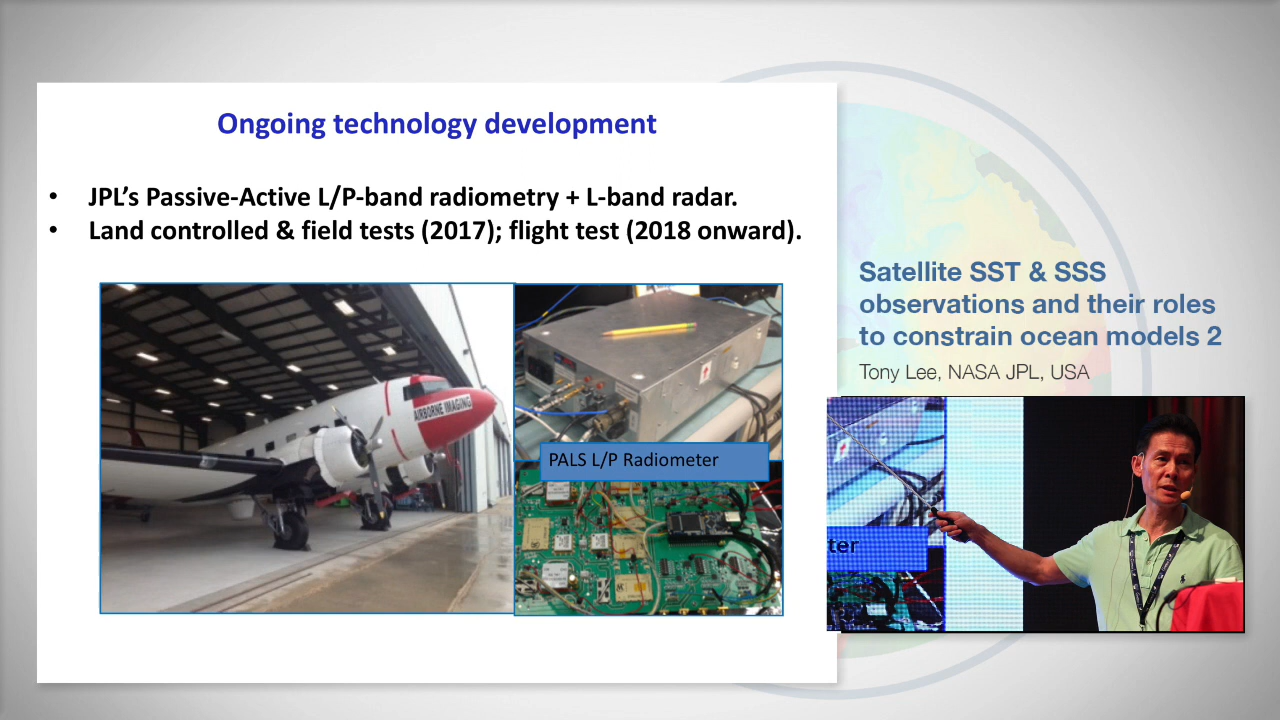 Ongoing technology development
• JPL’s Passive-Active L/P-band radiometry + L-band radar.
• Land controlled & field tests (2017); flight test (2018 onward).
AIRBORNE IMAGING
PALS L/P Radiometer
Satellite SST & SSS
observations and their roles
to constrain ocean models 2
Tony Lee, NASA JPL, USA
ter